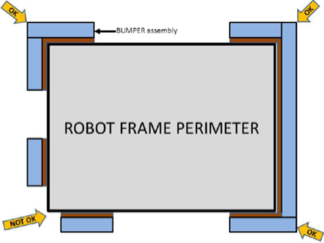 OK
OK
BUMPER assembly
ROBOT FRAME PERIMETER
NOT OK
OK